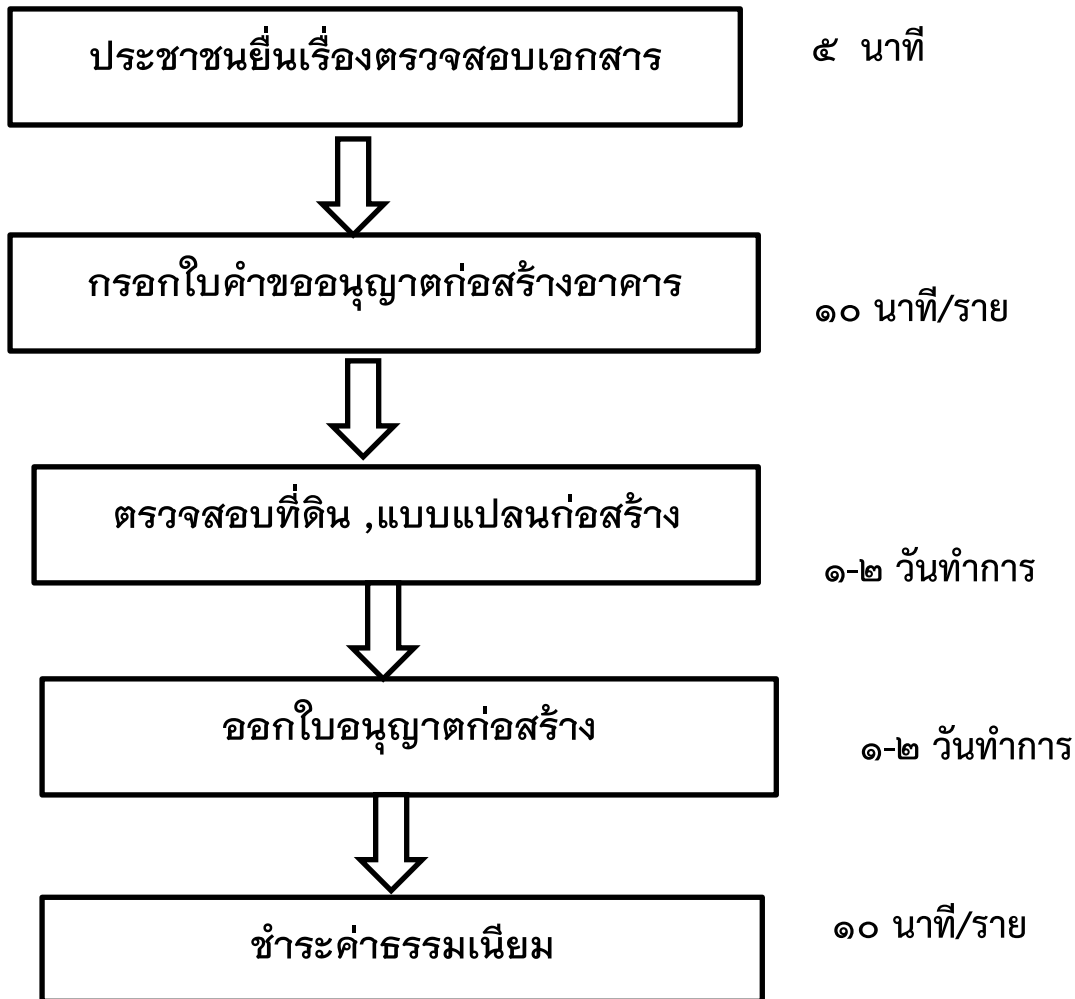 ประชาชนยื่นเรื่องตรวจสอบเอกสาร
๕ นาที
กรอกใบคำขออนุญาตก่อสร้างอาคาร
๑๐ นาที/ราย
ตรวจสอบที่ดิน ,แบบแปลนก่อสร้าง
๑-๒ วันทำการ
ออกใบอนุญาตก่อสร้าง
๑-๒ วันทำการ
ชำระค่าธรรมเนียม
๑๐ นาที/ราย